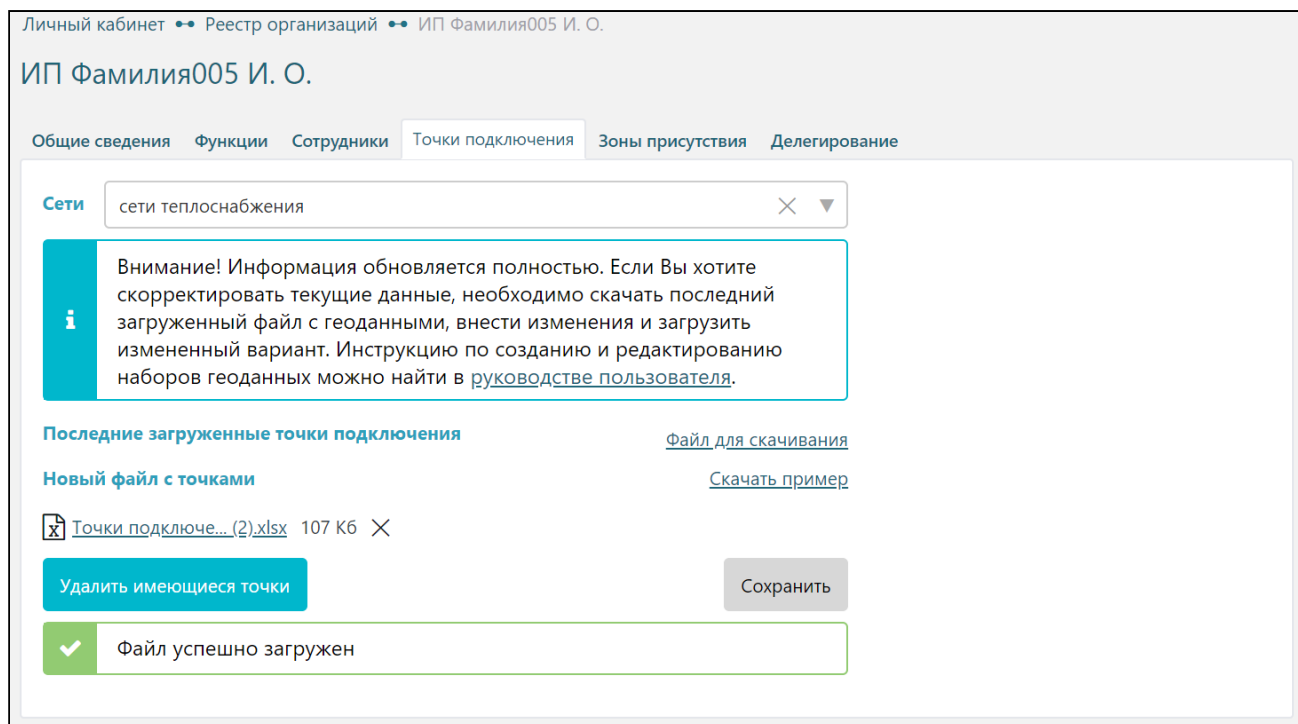 Личный кабинет Реестр организаций ИП Фамилия005 И. О.
ИП Фамилия005 И. О.
Общие сведения Функции Сотрудники Точки подключения Зоны присутствия Делегирование
Сети сети теплоснабжения
Внимание! Информация обновляется полностью. Если Вы хотите
скорректировать текущие данные, необходимо скачать последний
загруженный файл с геоданными, внести изменения и загрузить
измененный вариант. Инструкцию по созданию и редактированию
наборов геоданных можно найти в руководстве пользователя.
Последние загруженные точки подключения Файл для скачивания
Новый файл с точками Скачать пример
Точки подключе... (2).xlsx 107 Кб
Удалить имеющиеся точки Сохранить
Файл успешно загружен